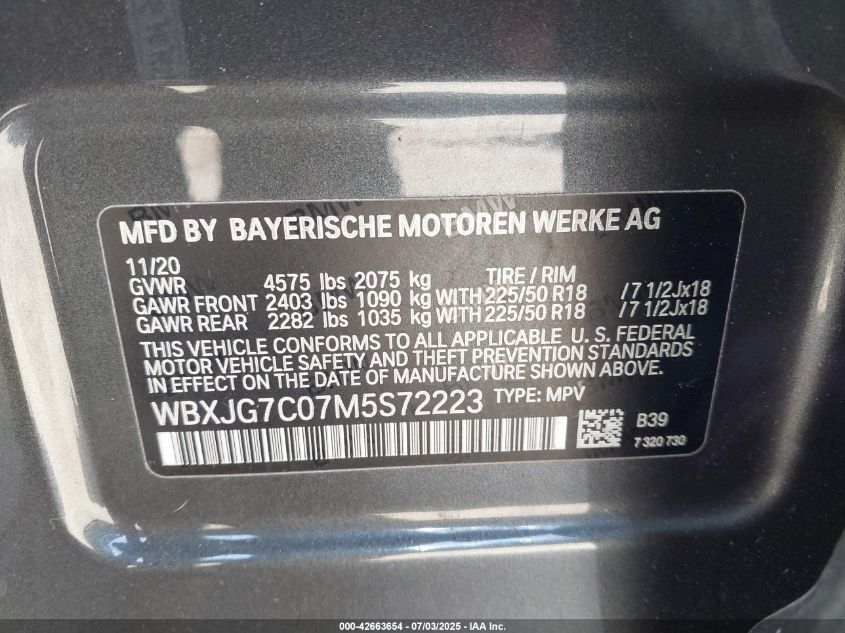 MFD BY BAYERISCHE MOTOREN WERKE AG
11/20
GVWR 4575 lbs 2075 kg TIRE / RIM
GAWR FRONT 2403 lbs 1090 kg WITH 225/50 R18 /7 1/2Jx18
GAWR REAR 2282 lbs 1035 kg WITH 225/50 R18 /7 1/2Jx18
THIS VEHICLE CONFORMS TO ALL APPLICABLE U. S. FEDERAL
MOTOR VEHICLE SAFETY AND THEFT PREVENTION STANDARDS
IN EFFECT ON THE DATE OF MANUFACTURE SHOWN ABOVE.
WBXJG7C07M5S72223 TYPE: MPV
B39
7 320 730
000-42663654 - 07/03/2025 - IAA Inc.